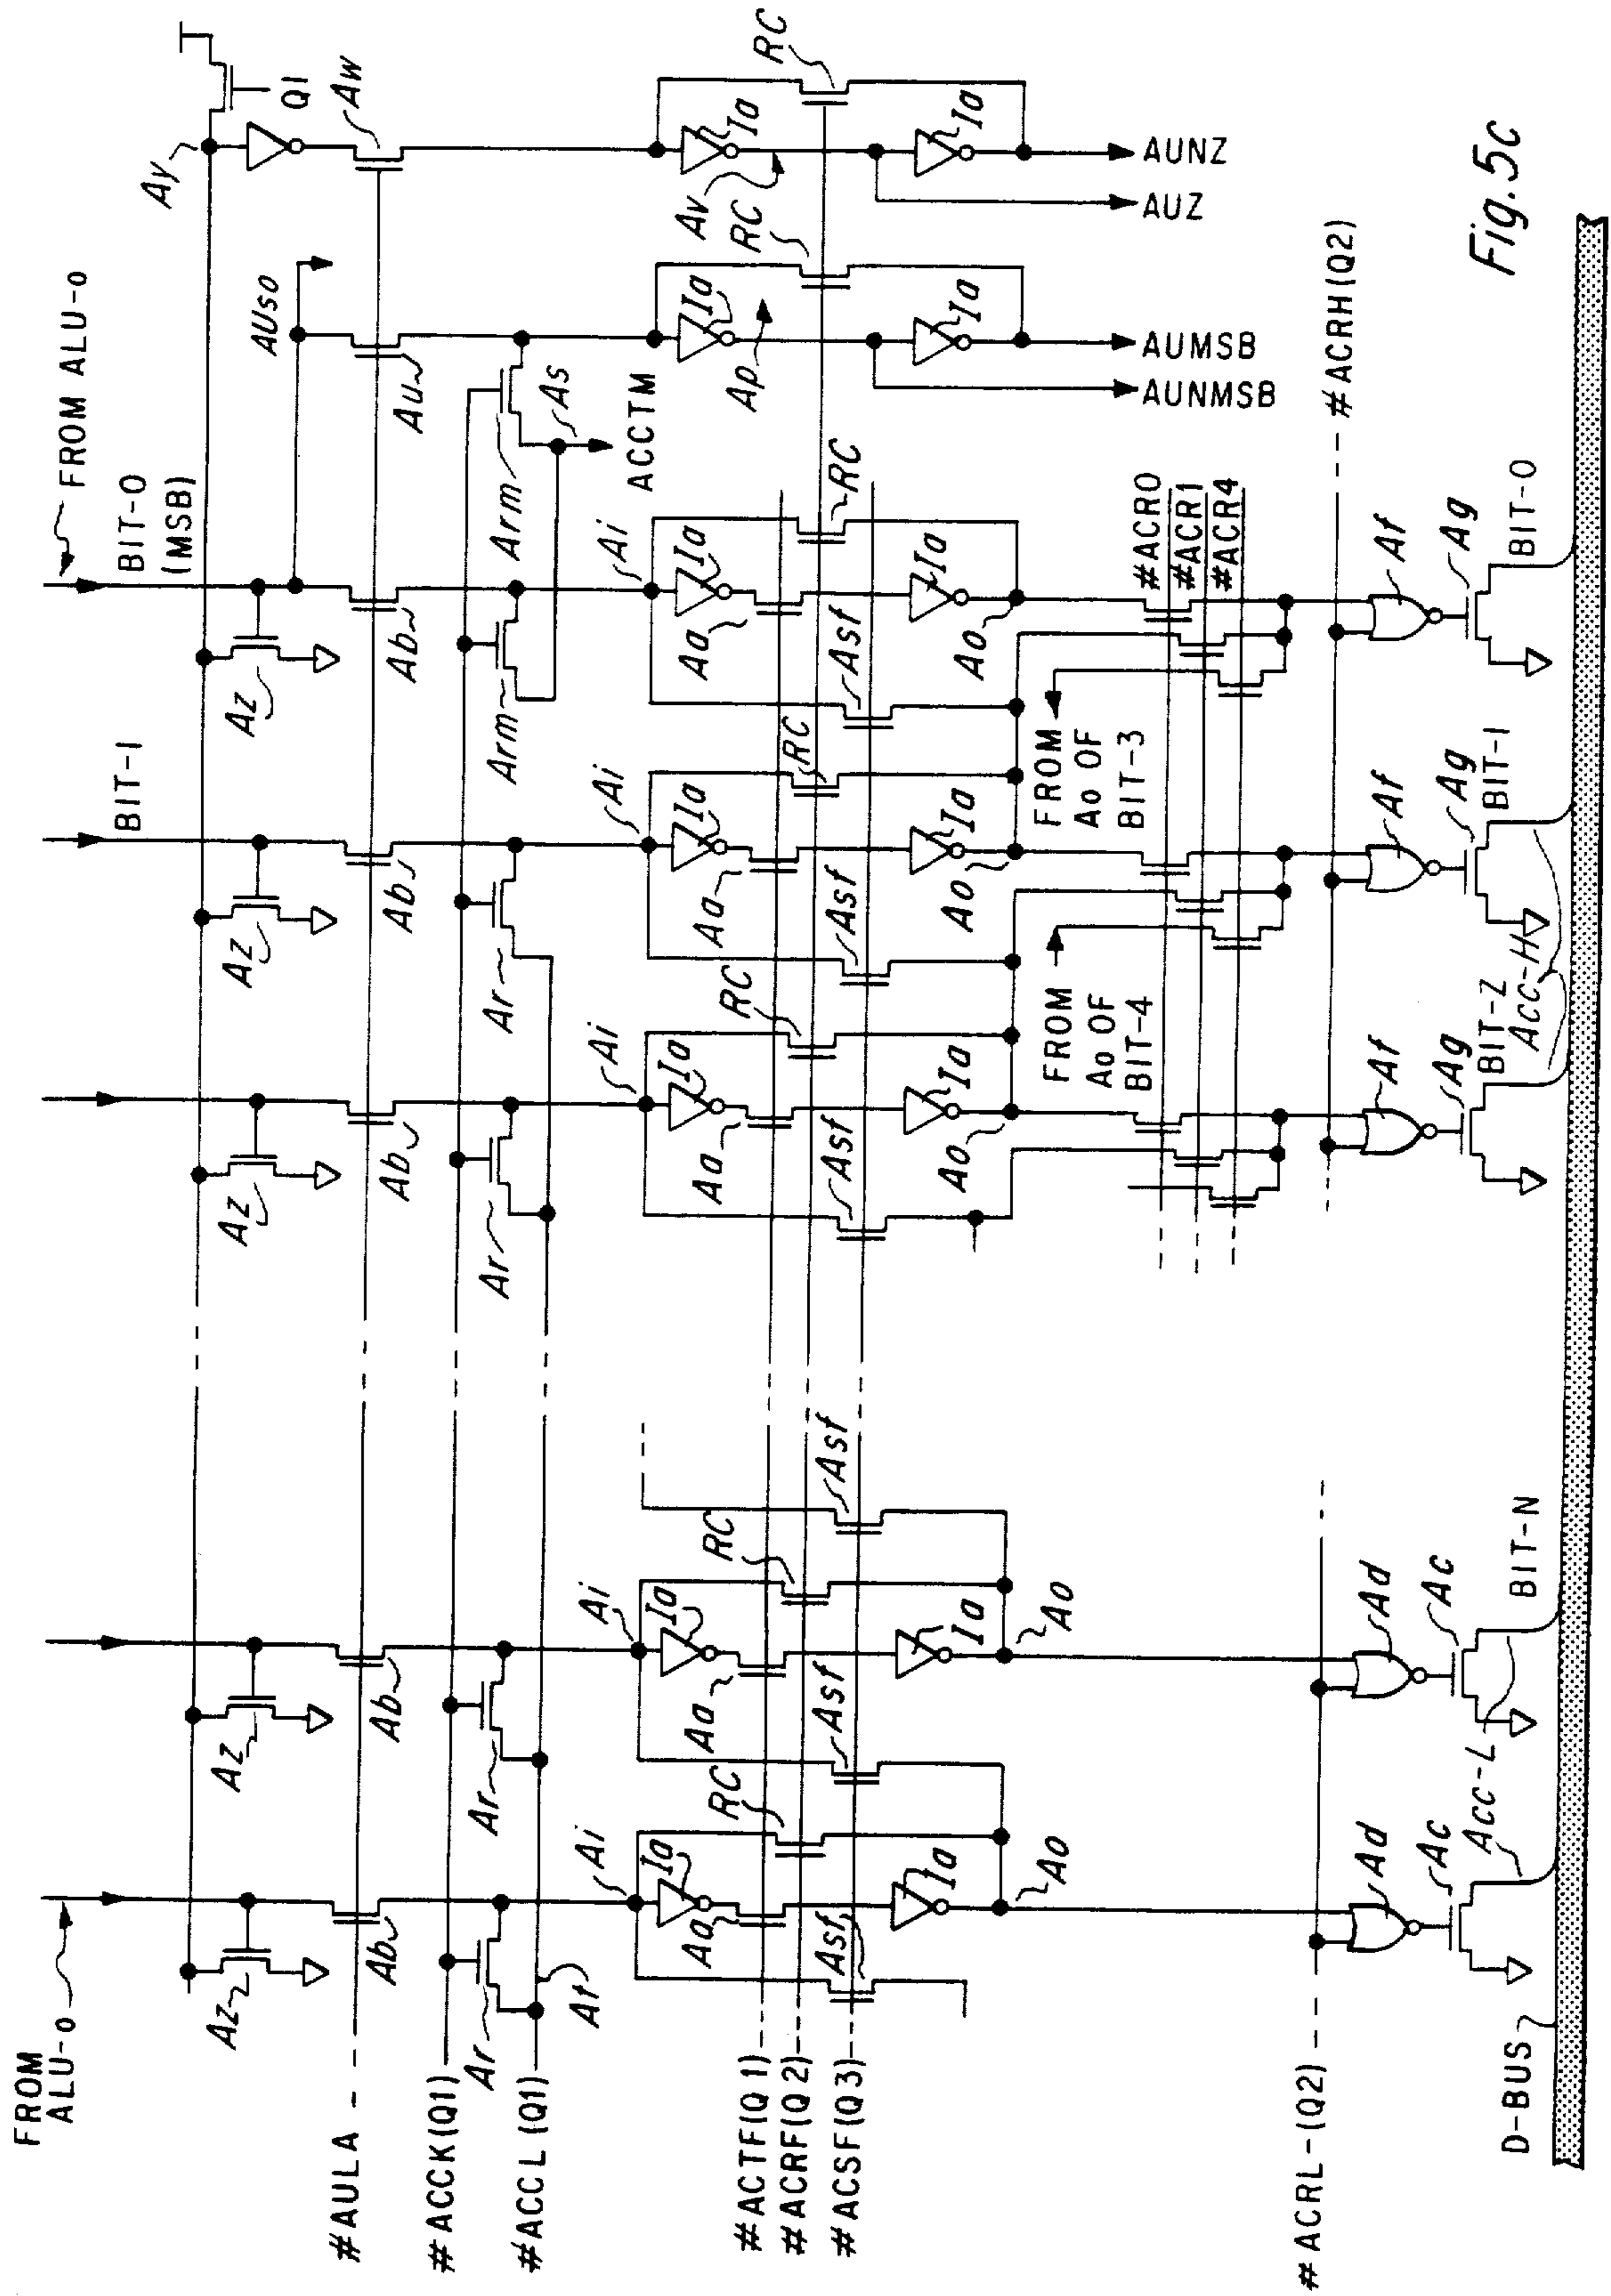 FROM ALU-0
FROM
ALU-0
BIT-0
(MSB)
BIT-1
Ay
Q1
AUso
Aw
Az
Az
Az
Az
Az
#AULA
Ab
Ab
Ab
Ab
Ab
Au
#ACCK(Q1)
Ar
Ar
Ar
Ar
Arm
Arm
As
ACCTM
#ACCL(Q1)
At
Ai
Ai
Ai
Ai
Ai
Ia
Ia
Ia
Ia
Ia
Ia
Ia
Aa
Aa
Aa
Aa
Aa
Ap
Av
RC
RC
RC
RC
RC
RC
RC
#ACTF(Q1)
#ACRF(Q2)
#ACSF(Q3)
Asf
Asf
Asf
Asf
Asf
Asf
Ia
Ia
Ia
Ia
Ia
Ia
Ia
Ao
Ao
Ao
Ao
Ao
AUNZ
AUZ
AUMSB
AUNMSB
FROM
Ao OF
BIT-3
FROM
Ao OF
BIT-4
#ACR0
#ACR1
#ACR4
#ACRL-(Q2)
#ACRH(Q2)
Ad
Ad
Af
Af
Af
Ac
Ac
Ag
Ag
Ag
Acc-L
BIT-N
BIT-Z
Acc-H
BIT-1
BIT-0
D-BUS
Fig. 5c